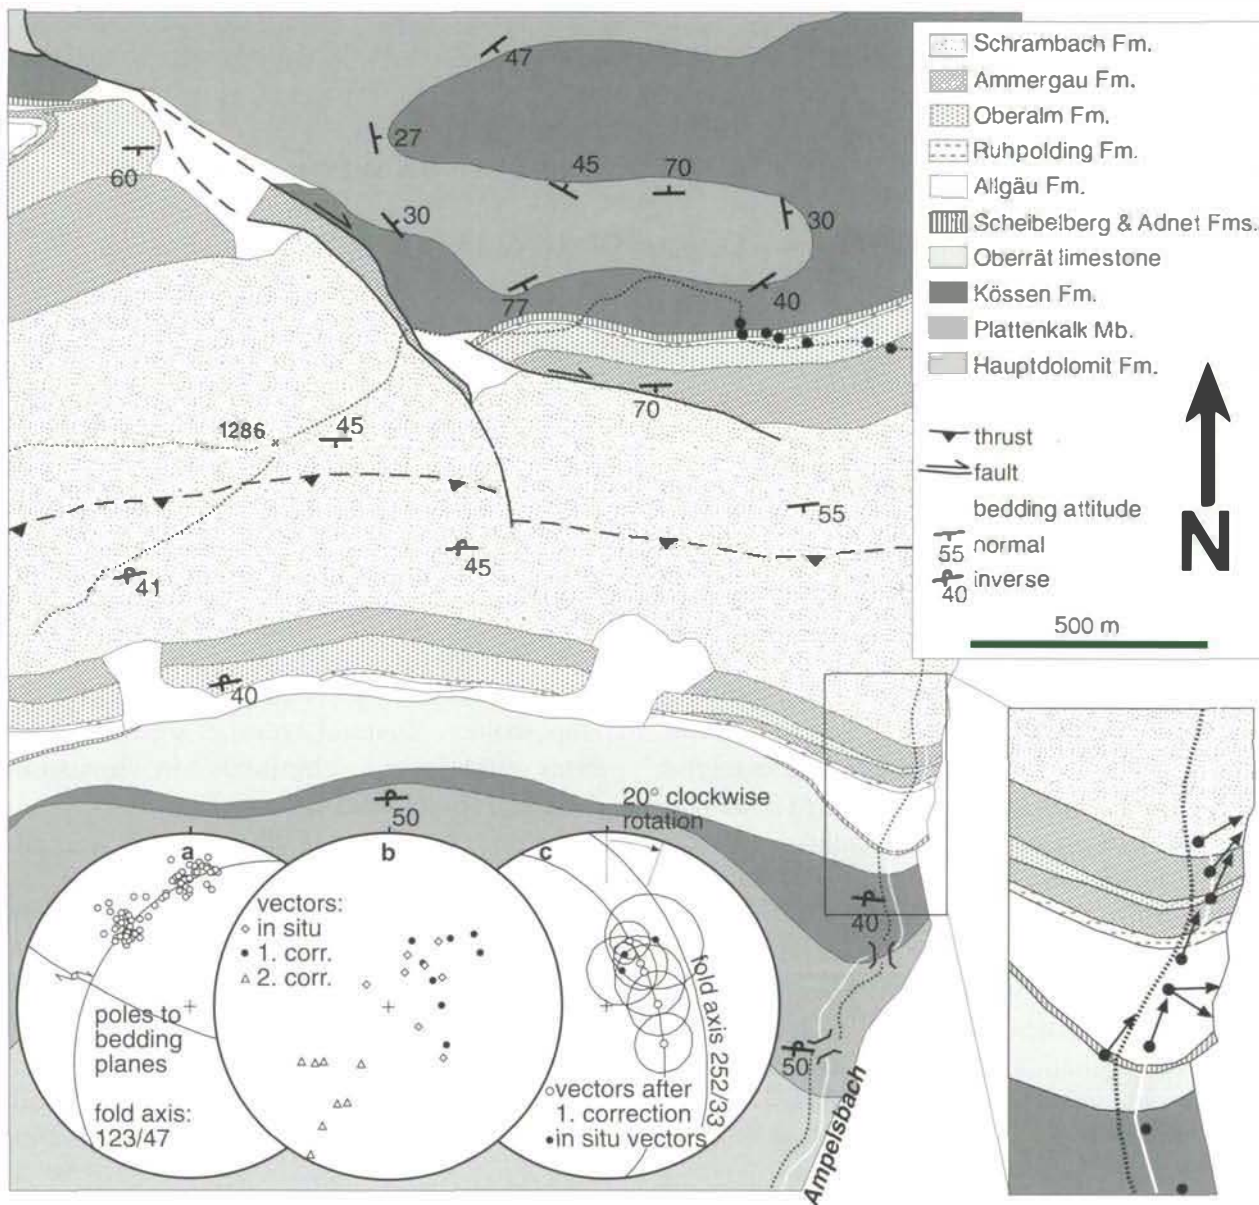 47
27
45
70
30
30
60
77
40
70
1286
45
55
45
41
40
50
40
50
Ampelsbach
Schrambach Fm.
Ammergau Fm.
Oberalm Fm.
Ruhpolding Fm.
Allgäu Fm.
Scheibelberg & Adnet Fms.
Oberrät limestone
Kössen Fm.
Plattenkalk Mb.
Hauptdolomit Fm.
thrust
fault
bedding attitude
normal
55
inverse
40
N
500 m
20° clockwise
rotation
a
poles to
bedding
planes
fold axis:
123/47
b
vectors:
in situ
1. corr.
2. corr.
c
fold axis 252/33
vectors after
1. correction
in situ vectors